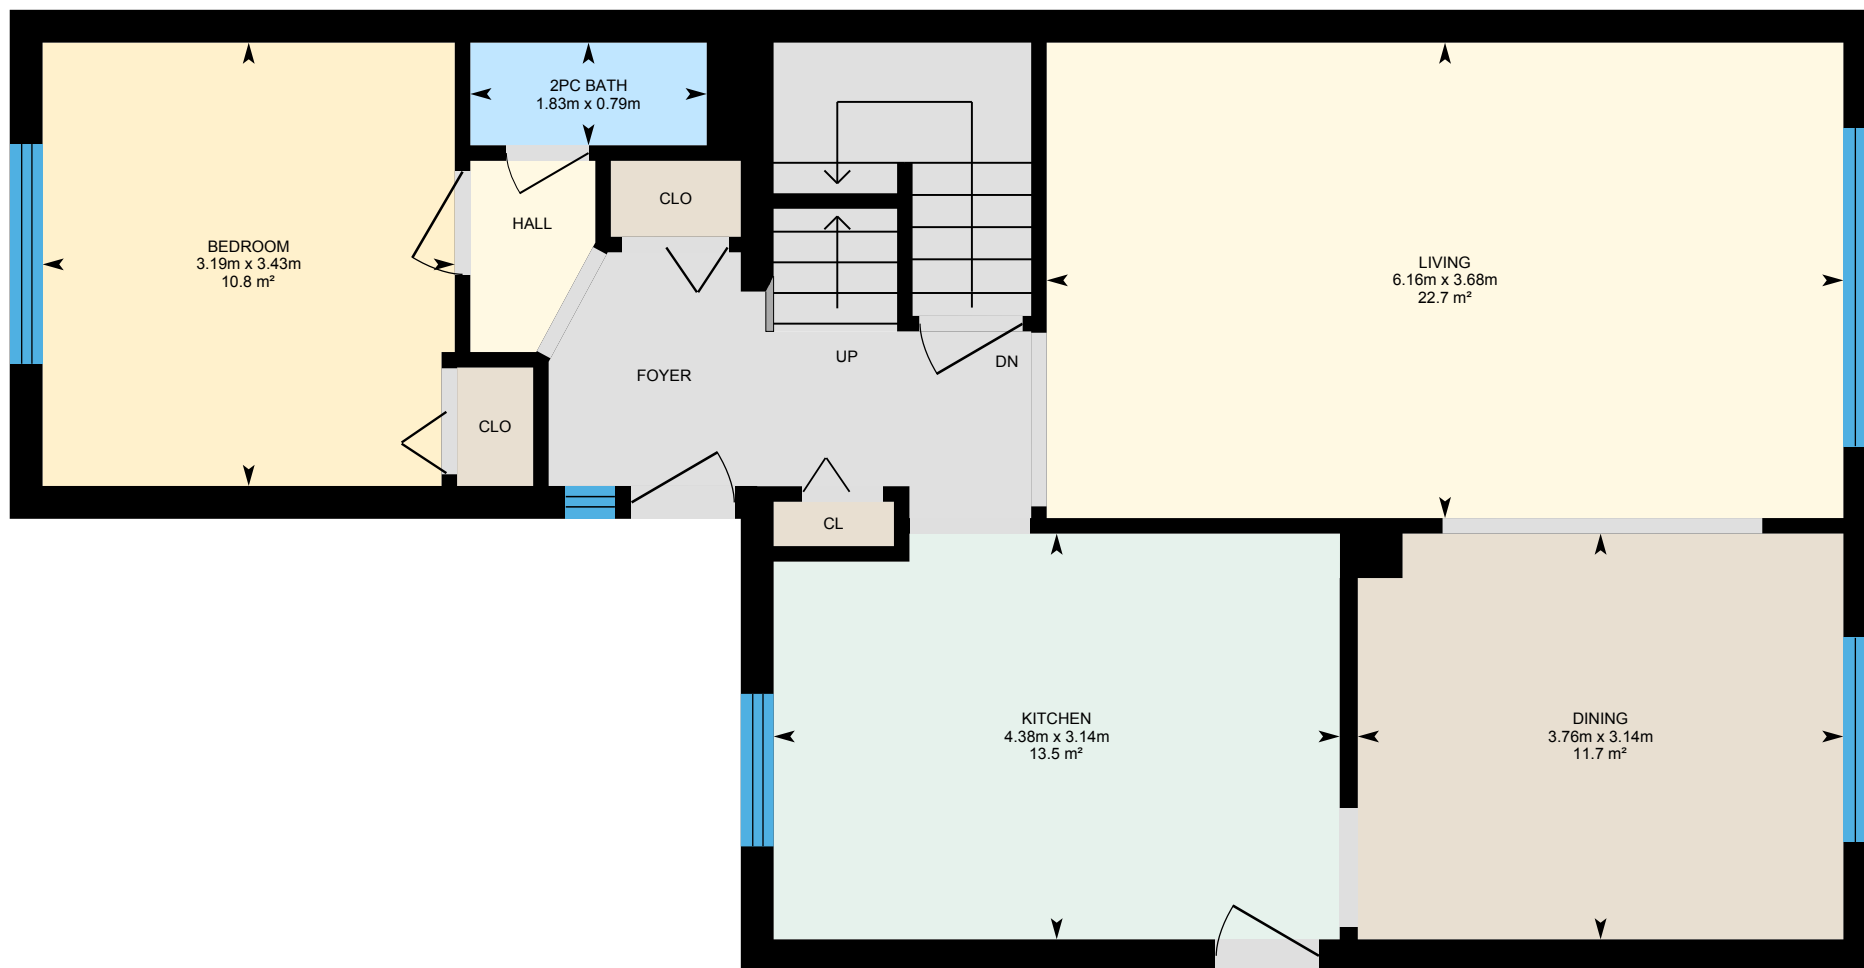 2PC BATH
1.83m x 0.79m
CLO
HALL
BEDROOM
3.19m x 3.43m
10.8 m²
LIVING
6.16m x 3.68m
22.7 m²
UP
DN
FOYER
CLO
CL
KITCHEN
4.38m x 3.14m
13.5 m²
DINING
3.76m x 3.14m
11.7 m²